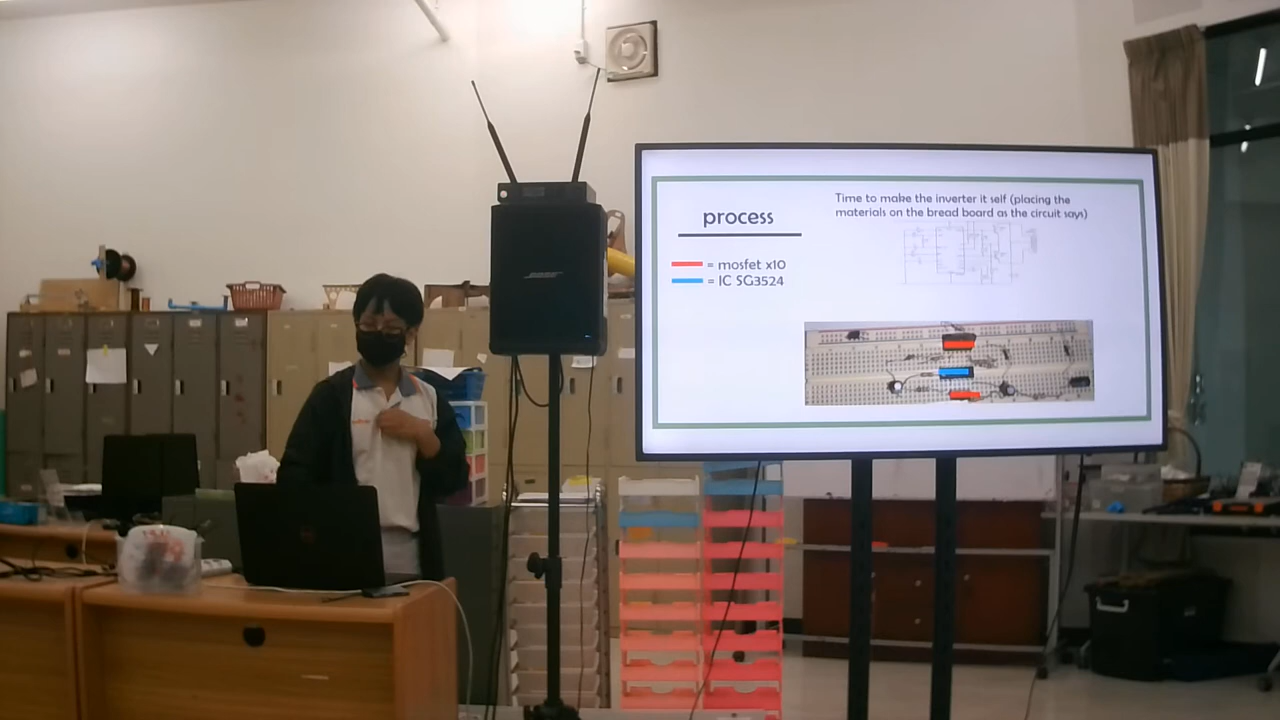 BOSE
process
Time to make the inverter it self (placing the
materials on the bread board as the circuit says)
= mosfet x10
= IC SG3524